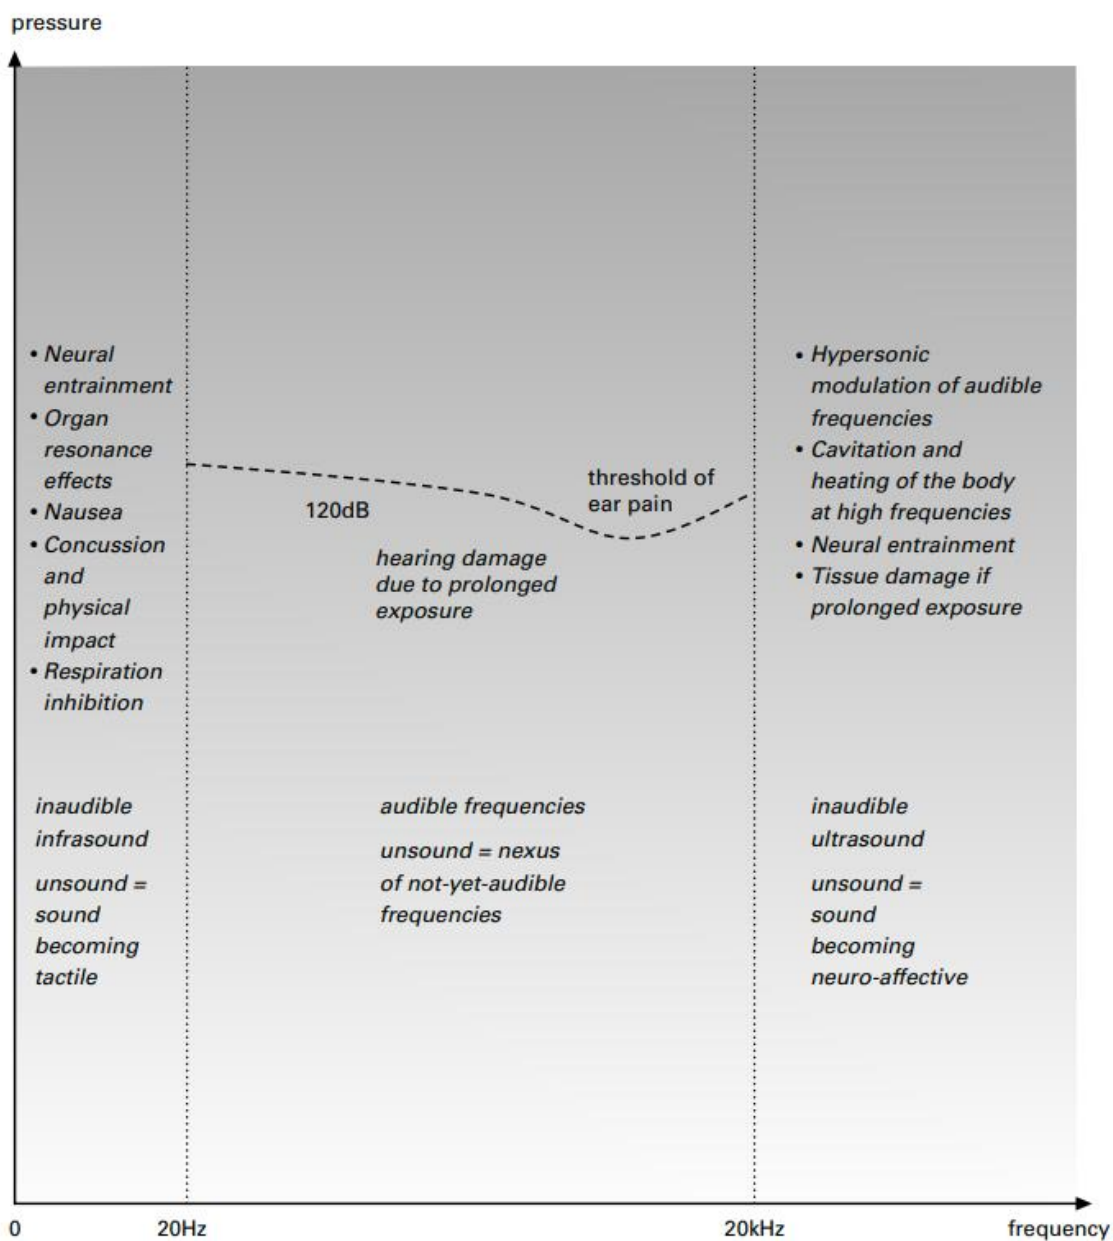 pressure
• Neural
entrainment
• Organ
resonance
effects
• Nausea
• Concussion
and
physical
impact
• Respiration
inhibition
120dB
threshold of
ear pain
hearing damage
due to prolonged
exposure
• Hypersonic
modulation of audible
frequencies
• Cavitation and
heating of the body
at high frequencies
• Neural entrainment
• Tissue damage if
prolonged exposure
inaudible
infrasound
unsound =
sound
becoming
tactile
audible frequencies
unsound = nexus
of not-yet-audible
frequencies
inaudible
ultrasound
unsound =
sound
becoming
neuro-affective
0
20Hz
20kHz
frequency